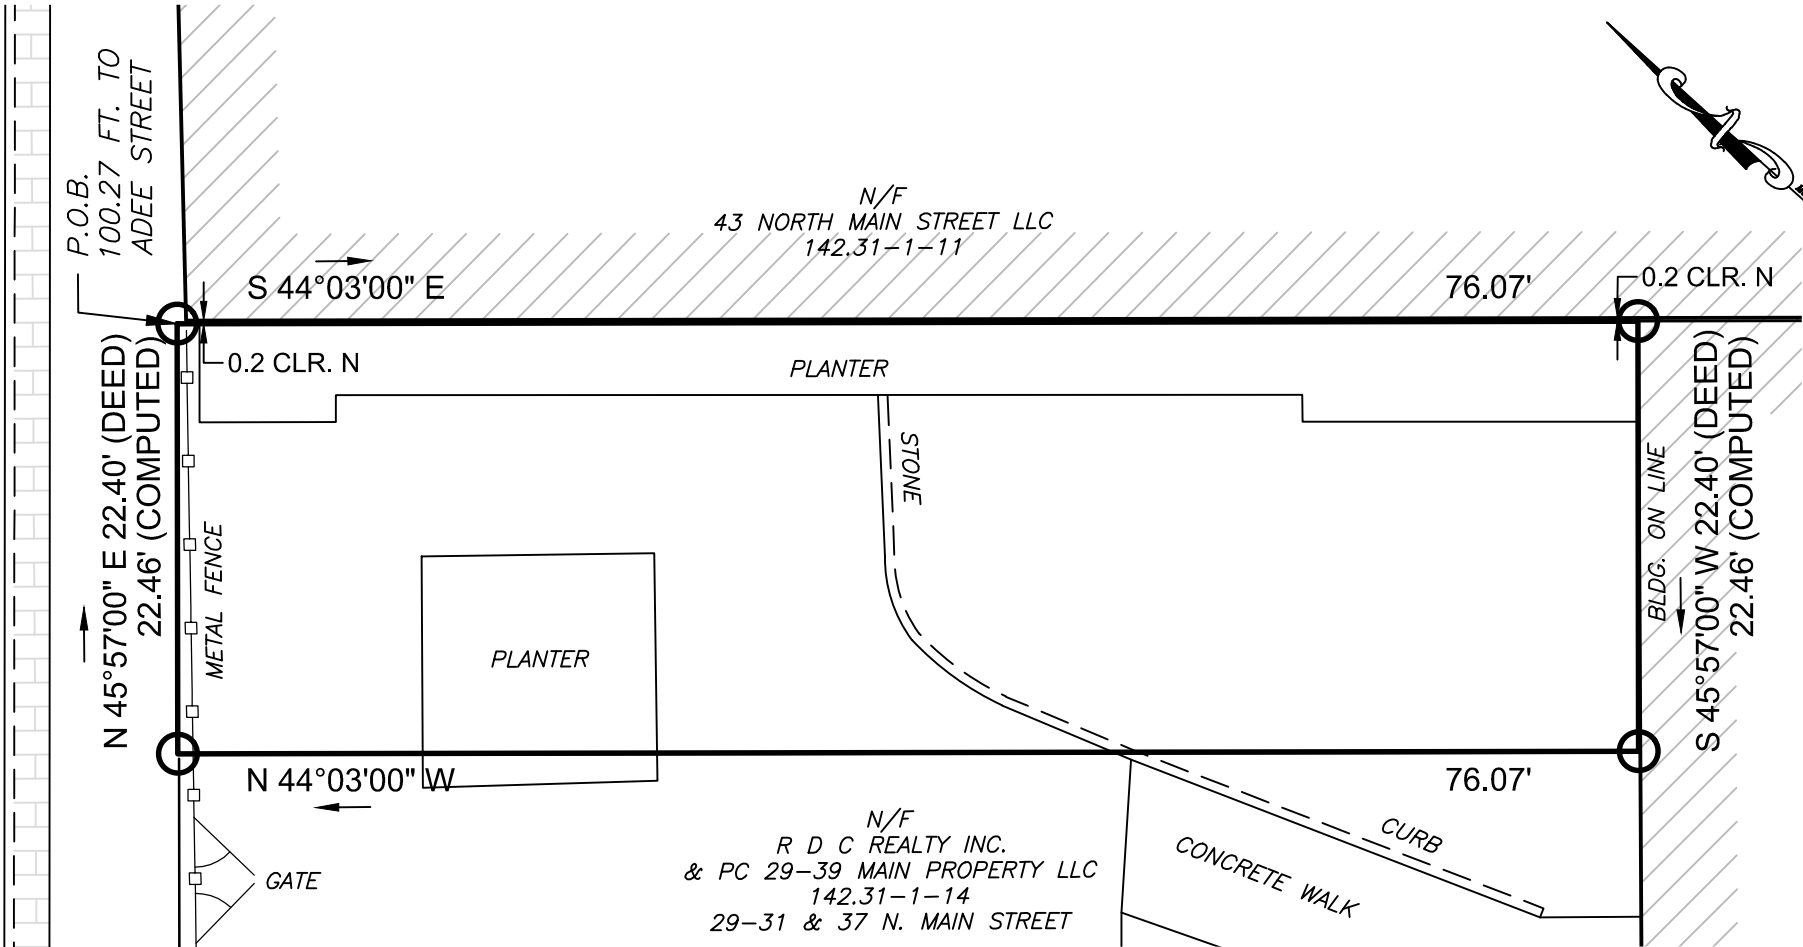 P.O.B.
100.27 FT. TO
ADEE STREET
N/F
43 NORTH MAIN STREET LLC
142.31-1-11
S 44°03'00" E
76.07'
0.2 CLR. N
0.2 CLR. N
PLANTER
N 45°57'00" E 22.40' (DEED)
22.46' (COMPUTED)
METAL FENCE
STONE
PLANTER
BLDG. ON LINE
S 45°57'00" W 22.40' (DEED)
22.46' (COMPUTED)
N 44°03'00" W
76.07'
N/F
R D C REALTY INC.
& PC 29-39 MAIN PROPERTY LLC
142.31-1-14
29-31 & 37 N. MAIN STREET
GATE
CURB
CONCRETE WALK